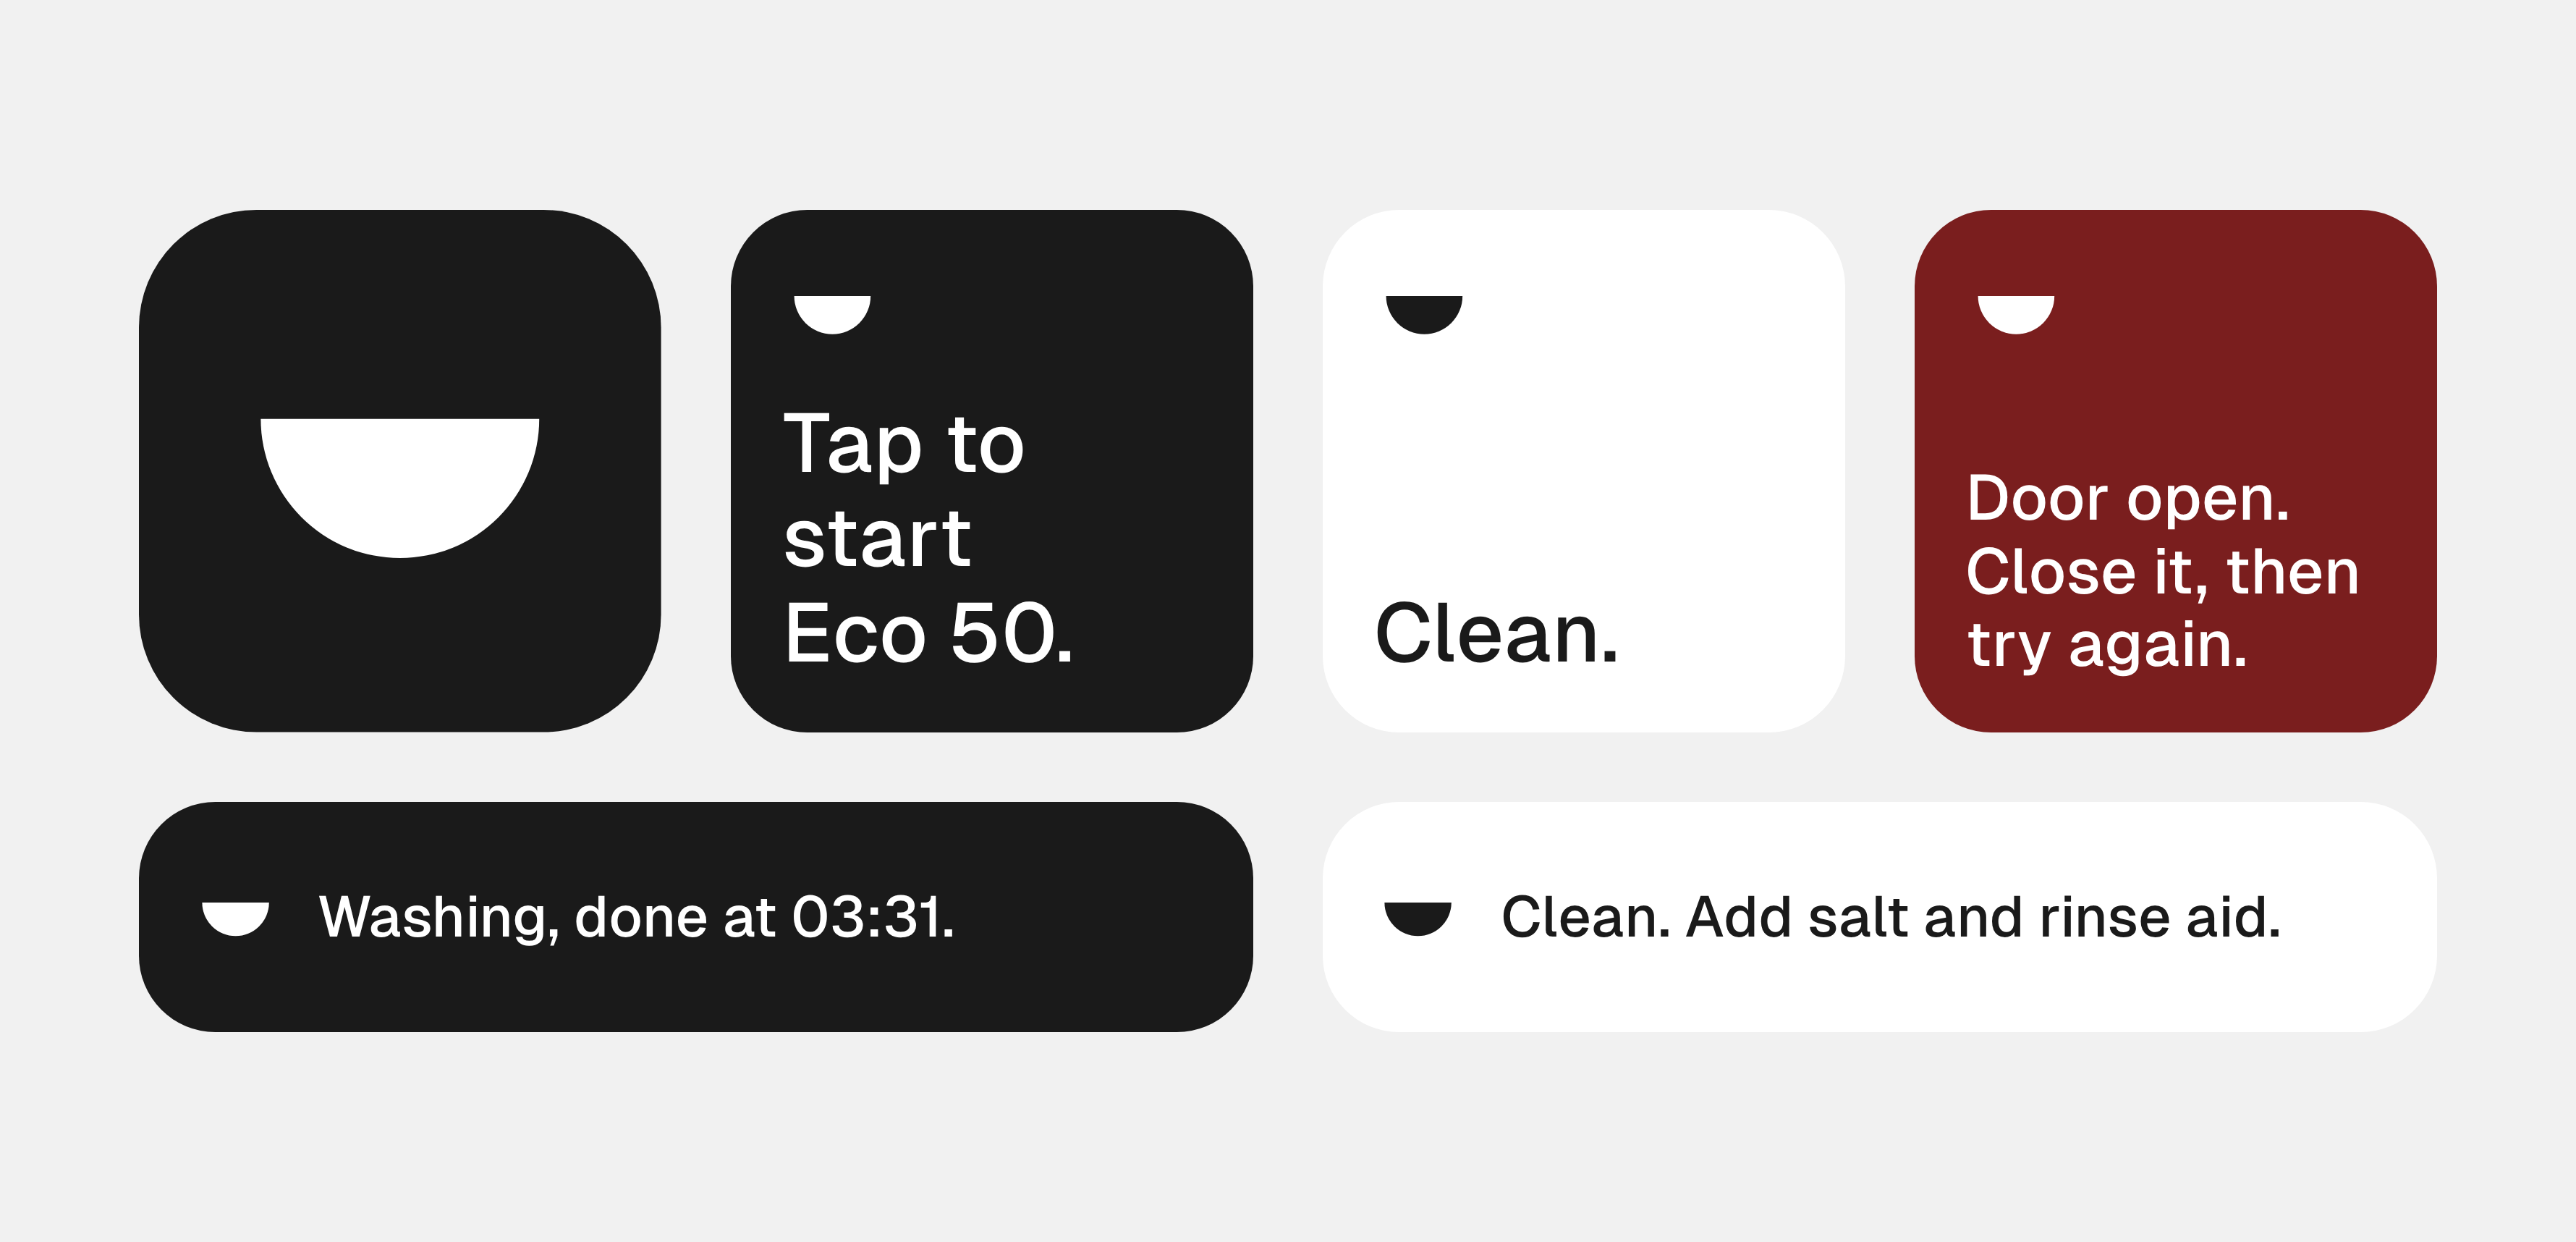 Tap to
start
Eco 50.
Clean.
Door open.
Close it, then
try again.
Washing, done at 03:31.
Clean. Add salt and rinse aid.